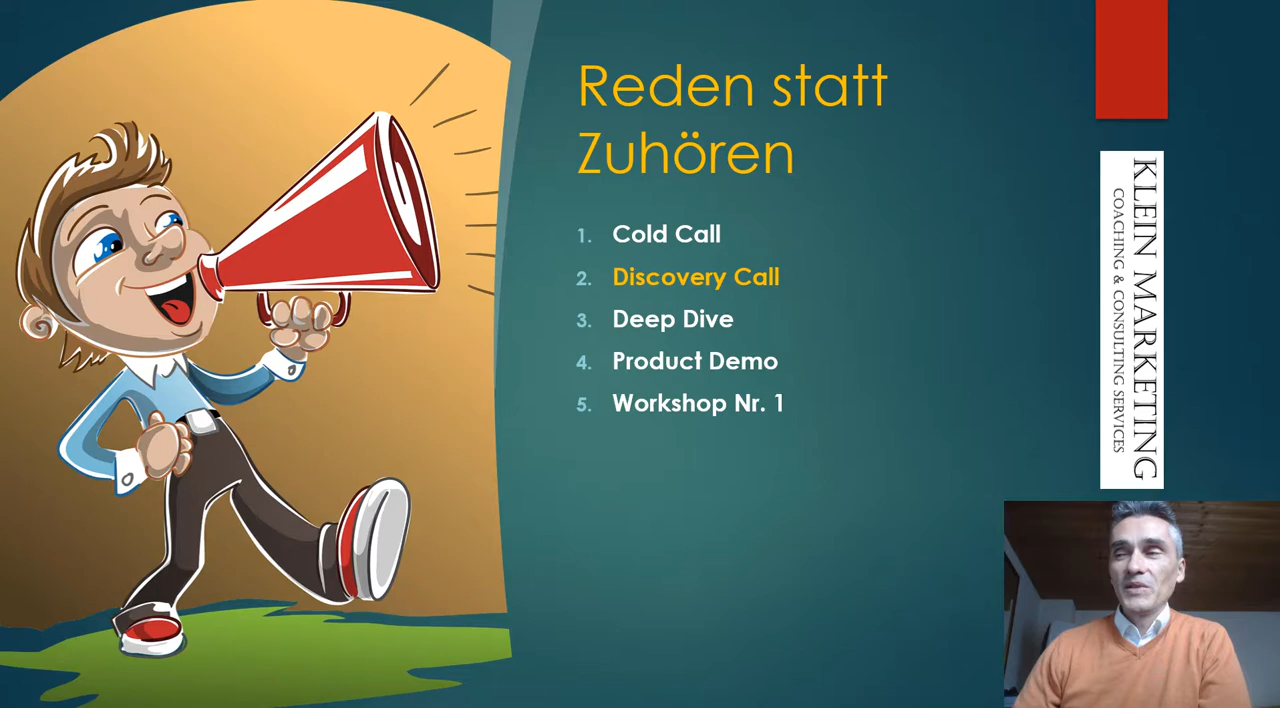 Reden statt
Zuhören
1. Cold Call
2. Discovery Call
3. Deep Dive
4. Product Demo
5. Workshop Nr. 1
KLEIN MARKETING
COACHING & CONSULTING SERVICES